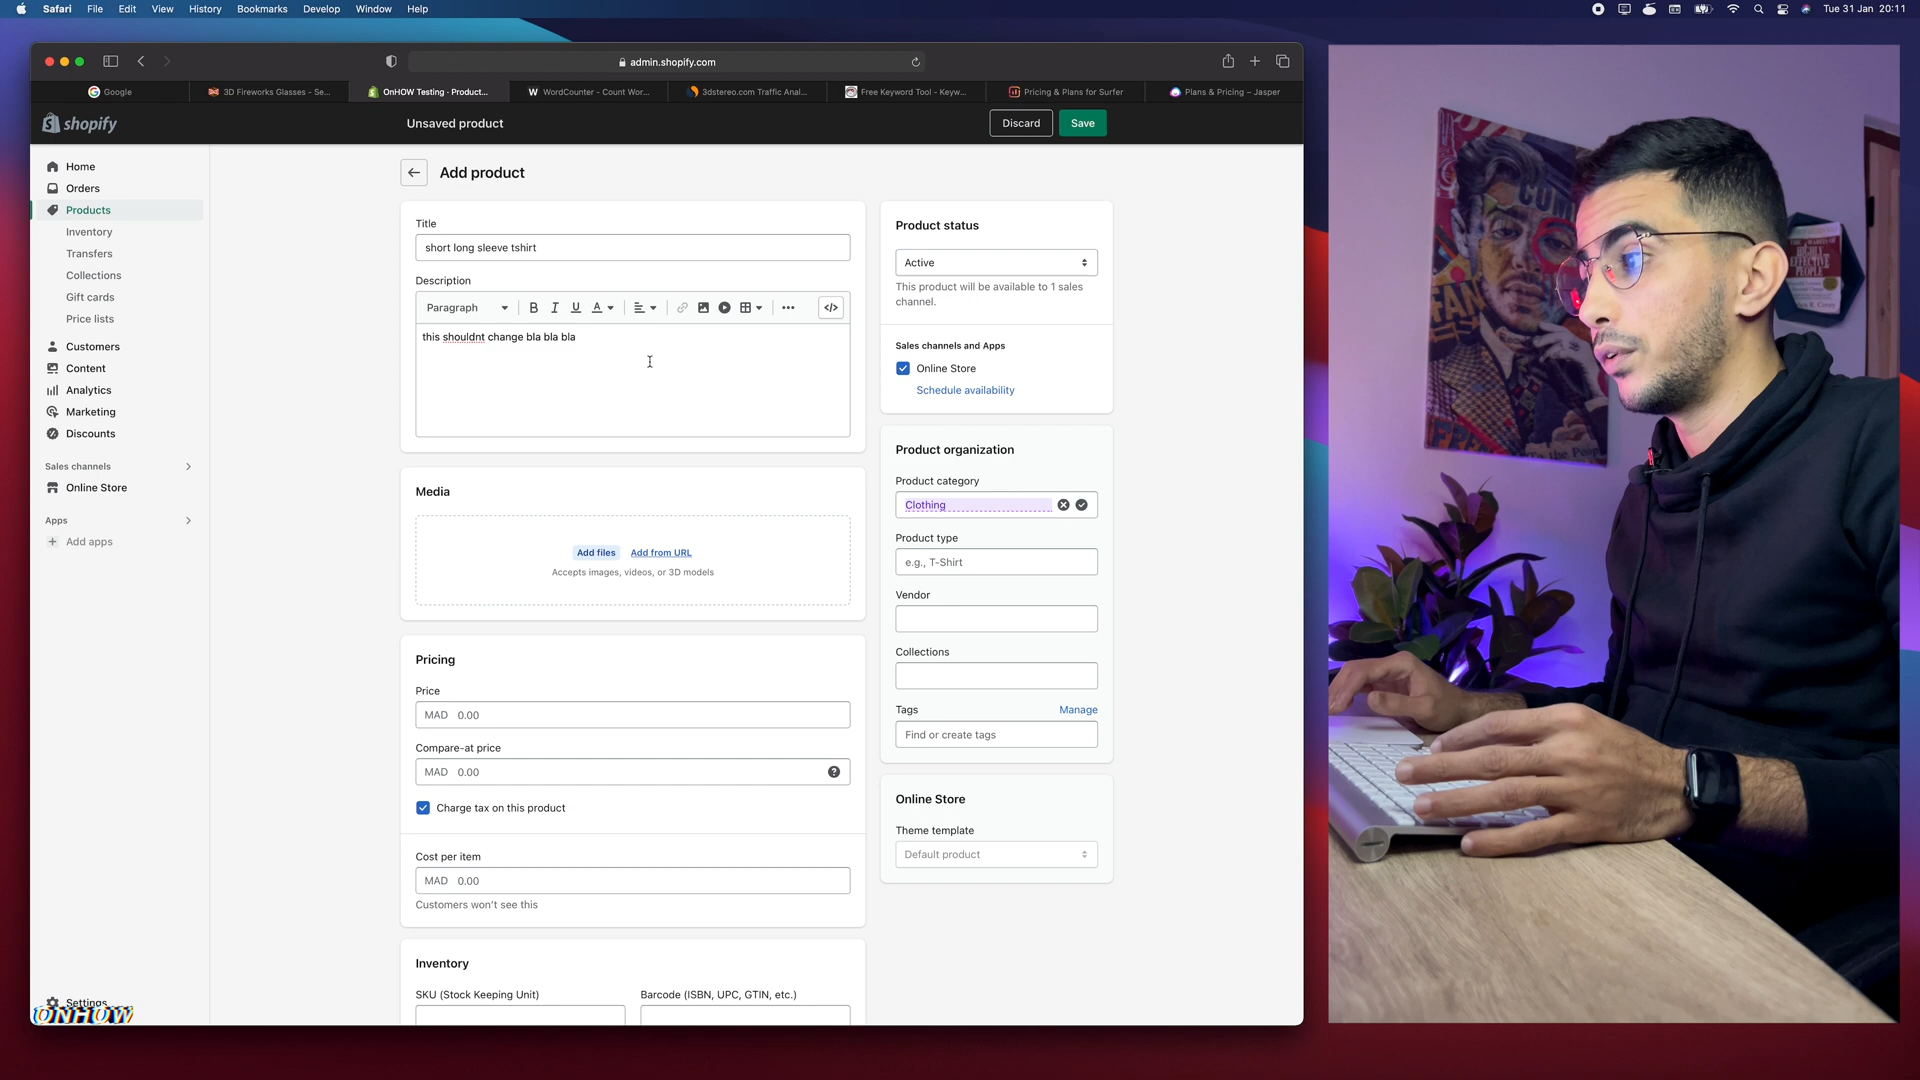 Safari File Edit View History Bookmarks Develop Window Help Tue 31 Jan 20:11
admin.shopify.com
Google 3D Fireworks Glasses - Se... OnHOW Testing · Product... WordCounter - Count Wor... 3dstereo.com Traffic Anal... Free Keyword Tool - Keyw... Pricing & Plans for Surfer Plans & Pricing – Jasper
shopify Unsaved product Discard Save
Home
Orders
Products
Inventory
Transfers
Collections
Gift cards
Price lists
Customers
Content
Analytics
Marketing
Discounts
Sales channels
Online Store
Apps
Add apps
Settings
ONHOW
Add product
Title
short long sleeve tshirt
Description
Paragraph B I U A
this shouldnt change bla bla bla
Media
Add files Add from URL
Accepts images, videos, or 3D models
Pricing
Price
MAD 0.00
Compare-at price
MAD 0.00
Charge tax on this product
Cost per item
MAD 0.00
Customers won't see this
Inventory
SKU (Stock Keeping Unit) Barcode (ISBN, UPC, GTIN, etc.)
Product status
Active
This product will be available to 1 sales
channel.
Sales channels and Apps
Online Store
Schedule availability
Product organization
Product category
Clothing
Product type
e.g., T-Shirt
Vendor
Collections
Tags Manage
Find or create tags
Online Store
Theme template
Default product
HIGHLY
EFFECTIVE
PEOPLE